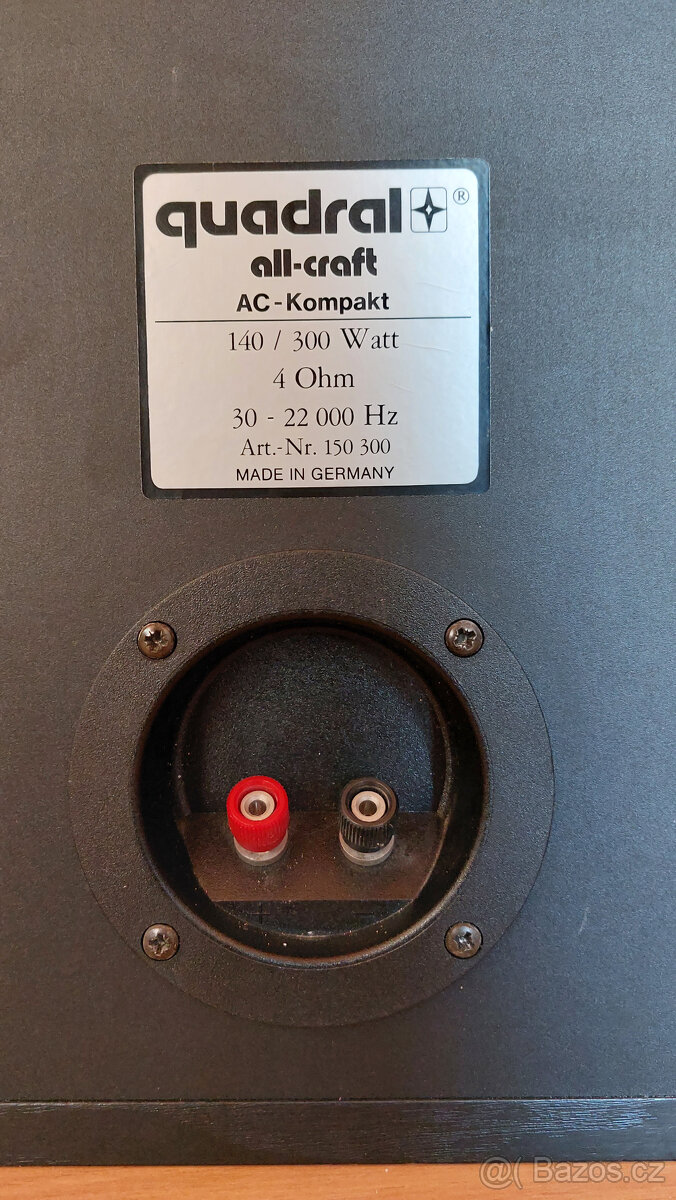 quadral ®
all-craft
AC-Kompakt
140 / 300 Watt
4 Ohm
30 - 22 000 Hz
Art.-Nr. 150 300
MADE IN GERMANY
+ -
@( Bazos.cz